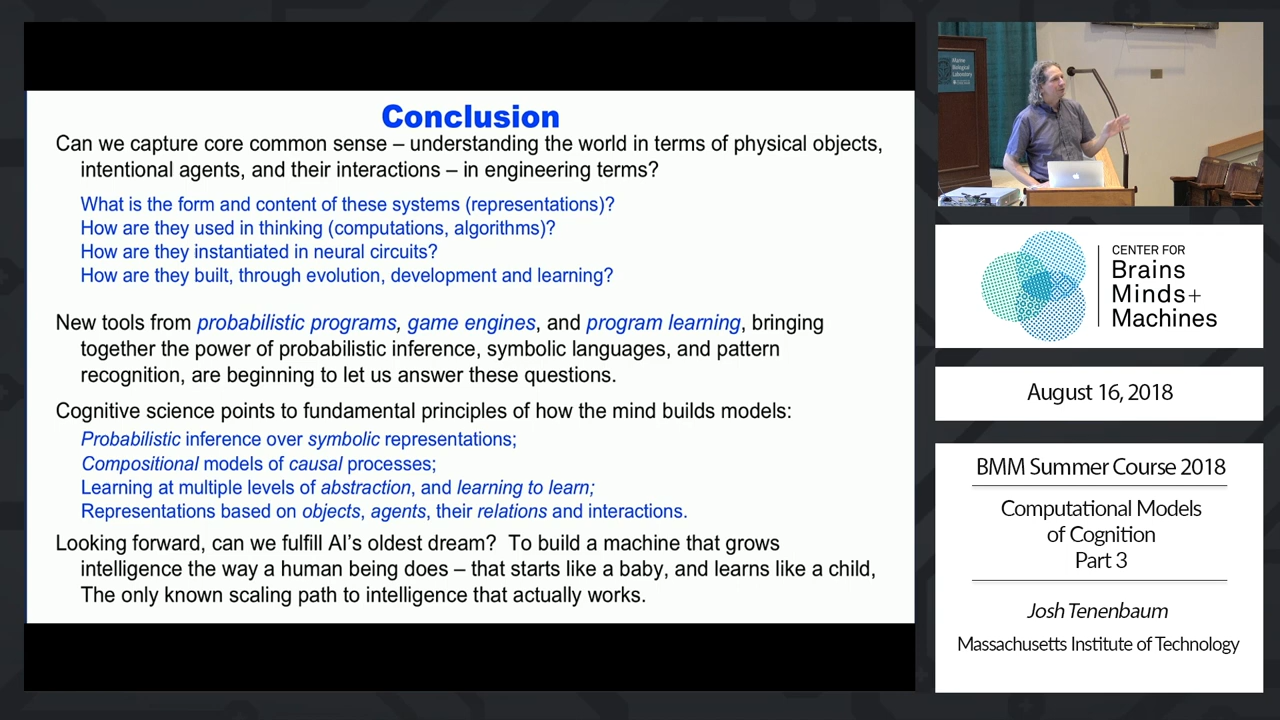 Conclusion
Can we capture core common sense – understanding the world in terms of physical objects,
intentional agents, and their interactions – in engineering terms?
What is the form and content of these systems (representations)?
How are they used in thinking (computations, algorithms)?
How are they instantiated in neural circuits?
How are they built, through evolution, development and learning?
New tools from probabilistic programs, game engines, and program learning, bringing
together the power of probabilistic inference, symbolic languages, and pattern
recognition, are beginning to let us answer these questions.
Cognitive science points to fundamental principles of how the mind builds models:
Probabilistic inference over symbolic representations;
Compositional models of causal processes;
Learning at multiple levels of abstraction, and learning to learn;
Representations based on objects, agents, their relations and interactions.
Looking forward, can we fulfill AI's oldest dream? To build a machine that grows
intelligence the way a human being does – that starts like a baby, and learns like a child,
The only known scaling path to intelligence that actually works.
Marine
Biological
Laboratory
CENTER FOR
Brains
Minds+
Machines
August 16, 2018
BMM Summer Course 2018
Computational Models
of Cognition
Part 3
Josh Tenenbaum
Massachusetts Institute of Technology